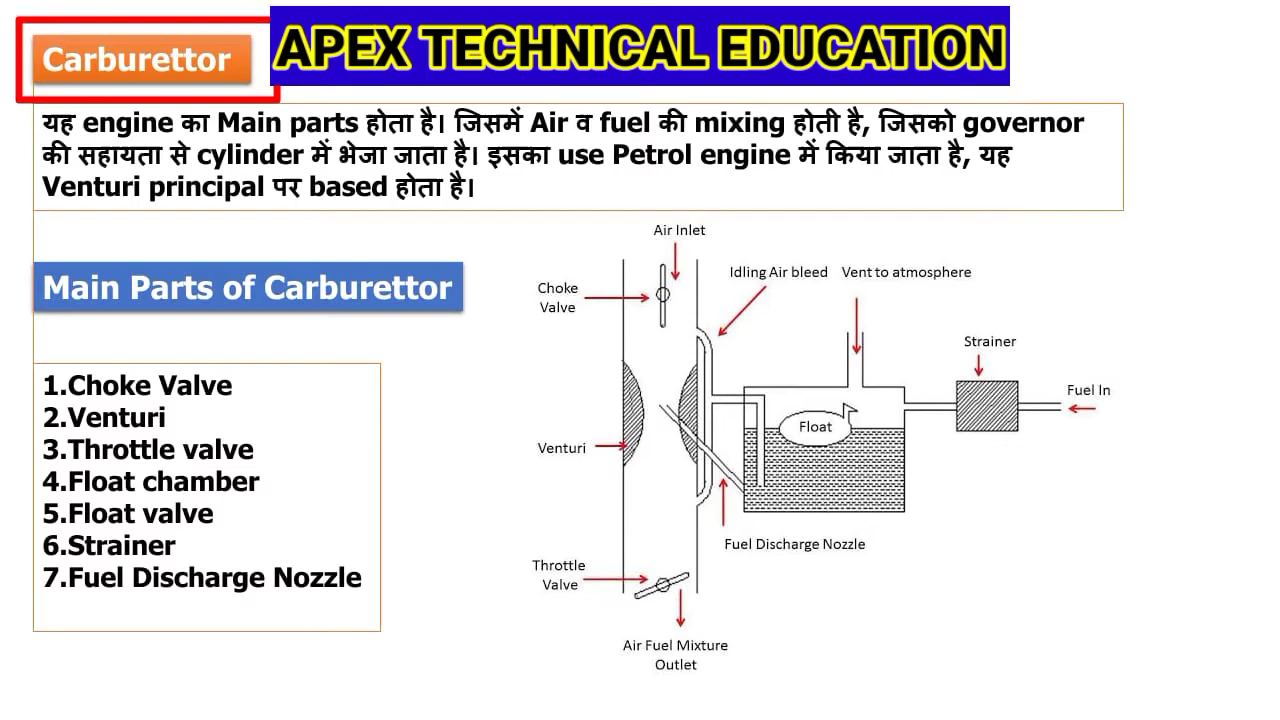 Carburettor
APEX TECHNICAL EDUCATION
यह engine का Main parts होता है। जिसमें Air व fuel की mixing होती है, जिसको governor
की सहायता से cylinder में भेजा जाता है। इसका use Petrol engine में किया जाता है, यह
Venturi principal पर based होता है।
Main Parts of Carburettor
1.Choke Valve
2.Venturi
3.Throttle valve
4.Float chamber
5.Float valve
6.Strainer
7.Fuel Discharge Nozzle
Air Inlet
Choke
Valve
Idling Air bleed
Vent to atmosphere
Strainer
Fuel In
Float
Venturi
Fuel Discharge Nozzle
Throttle
Valve
Air Fuel Mixture
Outlet